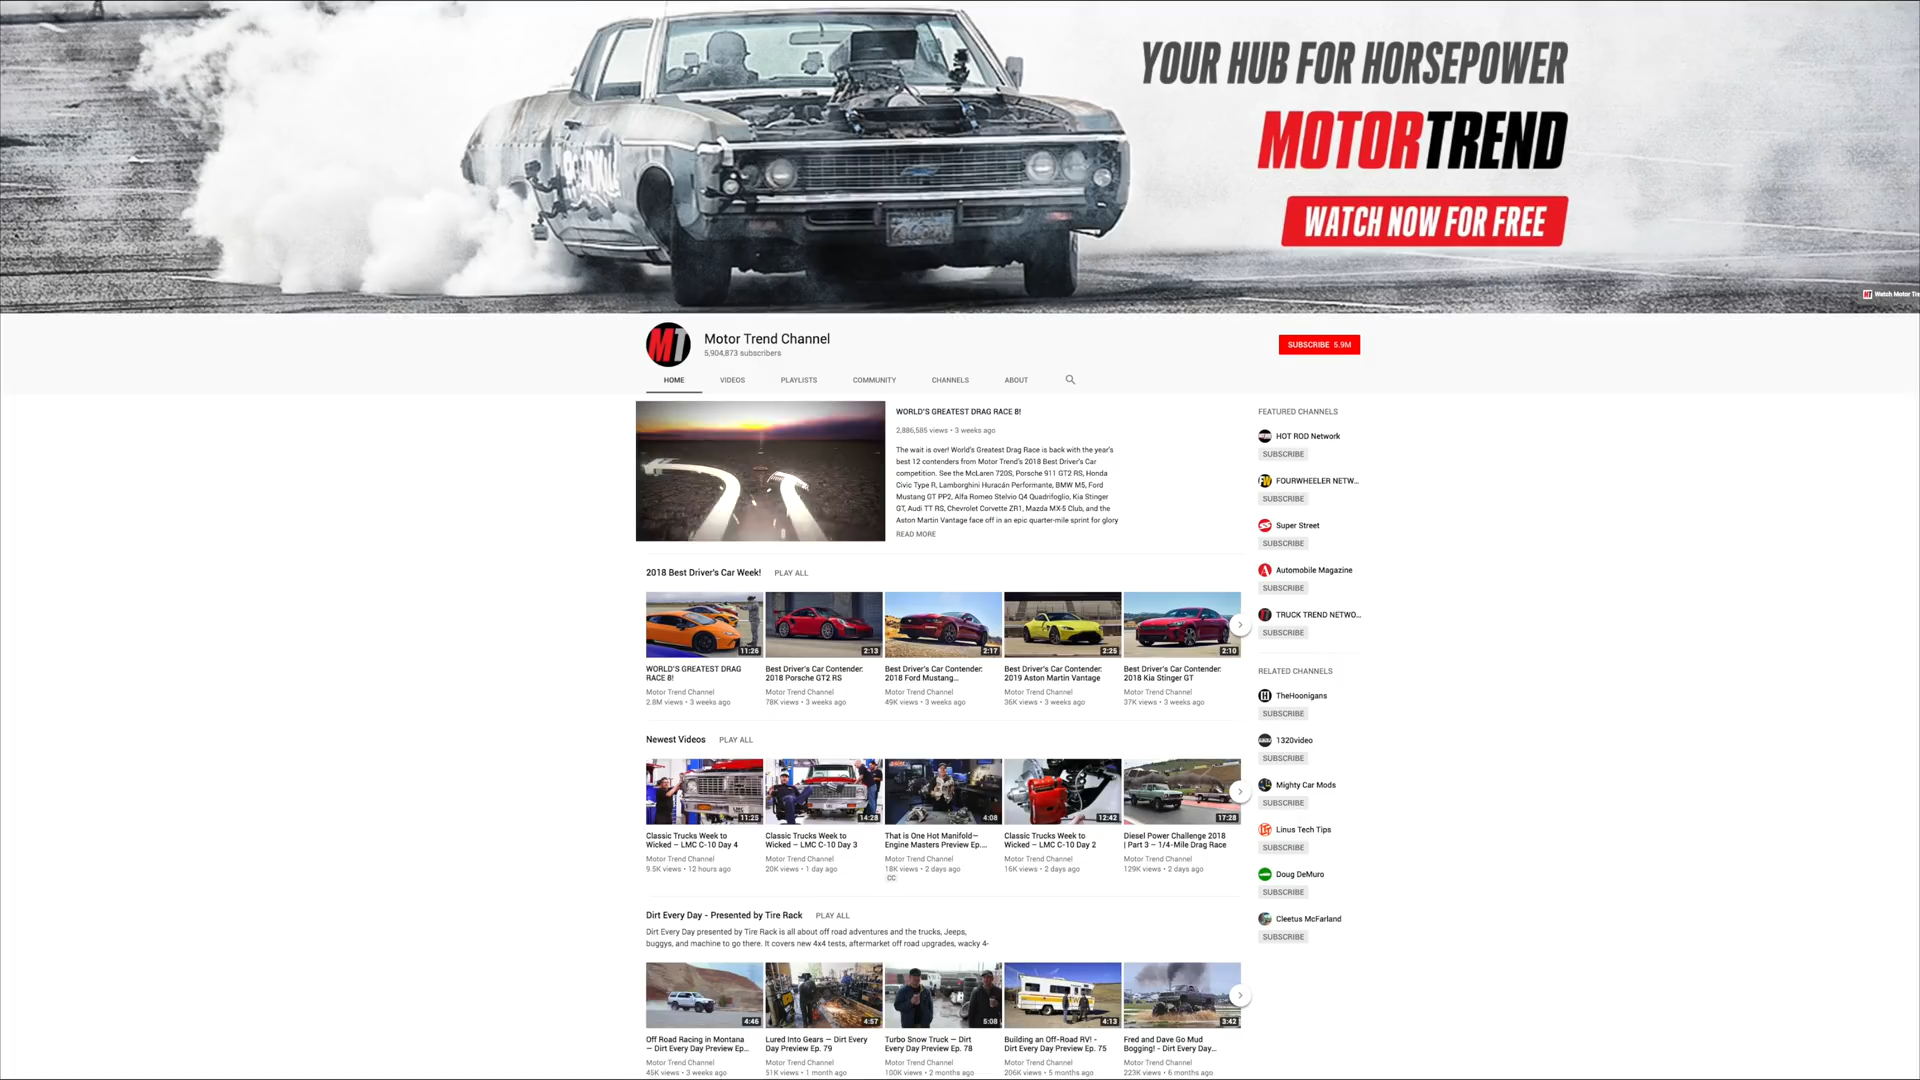 YOUR HUB FOR HORSEPOWER
MOTORTREND
WATCH NOW FOR FREE
MT Watch Motor Tre
MT
Motor Trend Channel
5,904,873 subscribers
SUBSCRIBE 5.9M
HOME VIDEOS PLAYLISTS COMMUNITY CHANNELS ABOUT
WORLD'S GREATEST DRAG RACE 8!
2,886,585 views • 3 weeks ago
The wait is over! World's Greatest Drag Race is back with the year's
best 12 contenders from Motor Trend's 2018 Best Driver's Car
competition. See the McLaren 720S, Porsche 911 GT2 RS, Honda
Civic Type R, Lamborghini Huracán Performante, BMW M5, Ford
Mustang GT PP2, Alfa Romeo Stelvio Q4 Quadrifoglio, Kia Stinger
GT, Audi TT RS, Chevrolet Corvette ZR1, Mazda MX-5 Club, and the
Aston Martin Vantage face off in an epic quarter-mile sprint for glory
READ MORE
2018 Best Driver's Car Week! PLAY ALL
11:26 2:13 2:17 2:25 2:10
WORLD'S GREATEST DRAG
RACE 8!
Motor Trend Channel
2.8M views • 3 weeks ago
Best Driver's Car Contender:
2018 Porsche GT2 RS
Motor Trend Channel
78K views • 3 weeks ago
Best Driver's Car Contender:
2018 Ford Mustang...
Motor Trend Channel
49K views • 3 weeks ago
Best Driver's Car Contender:
2019 Aston Martin Vantage
Motor Trend Channel
36K views • 3 weeks ago
Best Driver's Car Contender:
2018 Kia Stinger GT
Motor Trend Channel
37K views • 3 weeks ago
Newest Videos PLAY ALL
11:25 14:28 4:08 12:42 17:28
Classic Trucks Week to
Wicked – LMC C-10 Day 4
Motor Trend Channel
9.5K views • 12 hours ago
Classic Trucks Week to
Wicked – LMC C-10 Day 3
Motor Trend Channel
20K views • 1 day ago
That is One Hot Manifold—
Engine Masters Preview Ep....
Motor Trend Channel
18K views • 2 days ago
CC
Classic Trucks Week to
Wicked – LMC C-10 Day 2
Motor Trend Channel
16K views • 2 days ago
Diesel Power Challenge 2018
| Part 3 – 1/4-Mile Drag Race
Motor Trend Channel
129K views • 2 days ago
Dirt Every Day - Presented by Tire Rack PLAY ALL
Dirt Every Day presented by Tire Rack is all about off road adventures and the trucks, Jeeps,
buggys, and machine to go there. It covers new 4x4 tests, aftermarket off road upgrades, wacky 4-
4:46 4:57 5:08 4:13 3:42
Off Road Racing in Montana
— Dirt Every Day Preview Ep...
Motor Trend Channel
45K views • 3 weeks ago
Lured Into Gears — Dirt Every
Day Preview Ep. 79
Motor Trend Channel
51K views • 1 month ago
Turbo Snow Truck — Dirt
Every Day Preview Ep. 78
Motor Trend Channel
100K views • 2 months ago
Building an Off-Road RV! -
Dirt Every Day Preview Ep. 75
Motor Trend Channel
206K views • 5 months ago
Fred and Dave Go Mud
Bogging! - Dirt Every Day...
Motor Trend Channel
223K views • 6 months ago
FEATURED CHANNELS
HOT ROD Network
SUBSCRIBE
FOURWHEELER NETW...
SUBSCRIBE
Super Street
SUBSCRIBE
Automobile Magazine
SUBSCRIBE
TRUCK TREND NETWO...
SUBSCRIBE
RELATED CHANNELS
TheHoonigans
SUBSCRIBE
1320video
SUBSCRIBE
Mighty Car Mods
SUBSCRIBE
Linus Tech Tips
SUBSCRIBE
Doug DeMuro
SUBSCRIBE
Cleetus McFarland
SUBSCRIBE